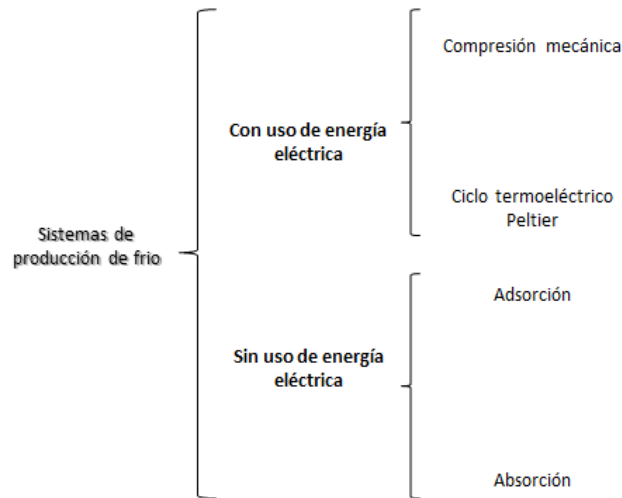 Sistemas de
producción de frio
Con uso de energía
eléctrica
Compresión mecánica
Ciclo termoeléctrico
Peltier
Sin uso de energía
eléctrica
Adsorción
Absorción